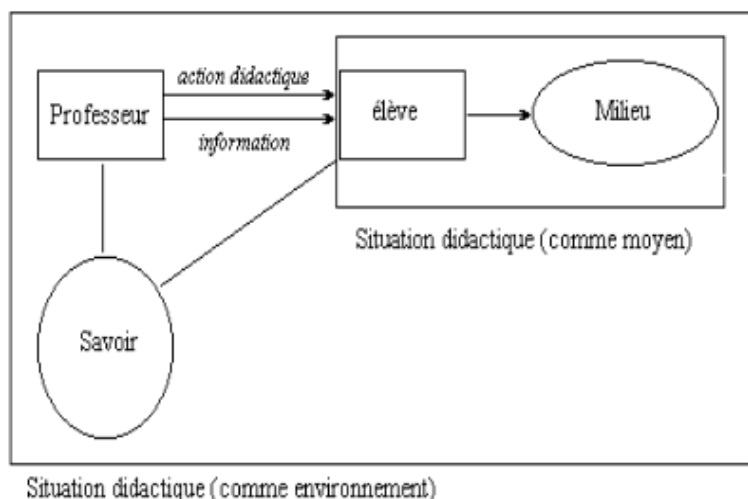 action didactique
Professeur
information
élève
Milieu
Situation didactique (comme moyen)
Savoir
Situation didactique (comme environnement)